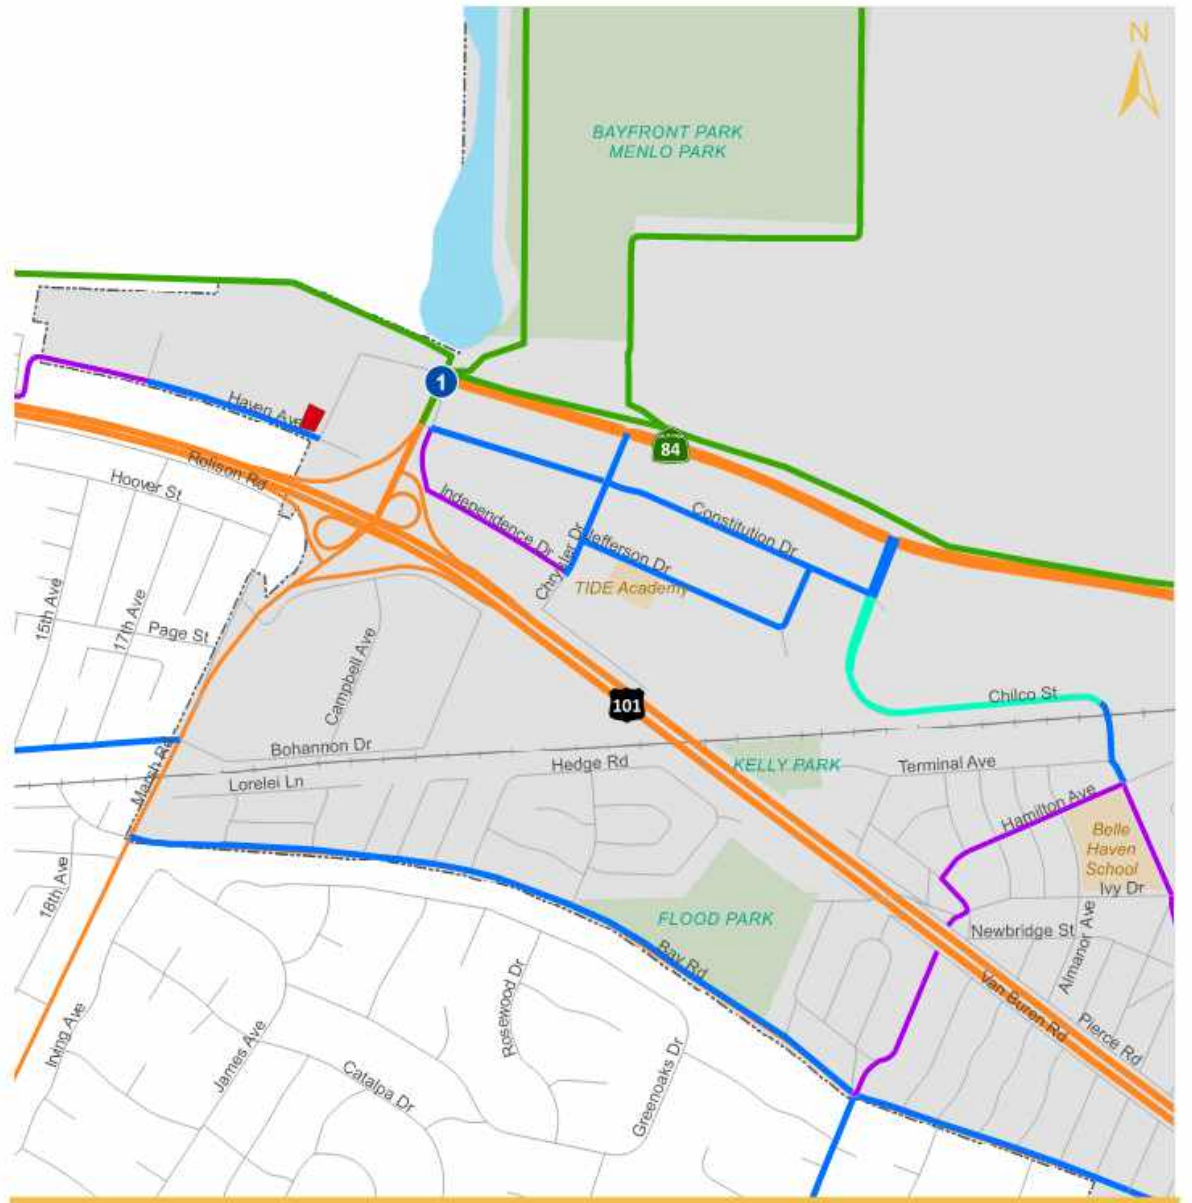 N
BAYFRONT PARK
MENLO PARK
1
Haven Ave
84
Rolison Rd
Hoover St
Independence Dr
Constitution Dr
Chrysler Dr
Jefferson Dr
TIDE Academy
15th Ave
17th Ave
Page St
Campbell Ave
101
Chilco St
Bohannon Dr
Marsh Rd
Lorelei Ln
Hedge Rd
KELLY PARK
Terminal Ave
Hamilton Ave
Belle
Haven
School
Ivy Dr
18th Ave
FLOOD PARK
Newbridge St
Almanor Ave
Bay Rd
Rosewood Dr
Van Buren Rd
Pierce Rd
Irving Ave
James Ave
Catalpa Dr
Greenoaks Dr